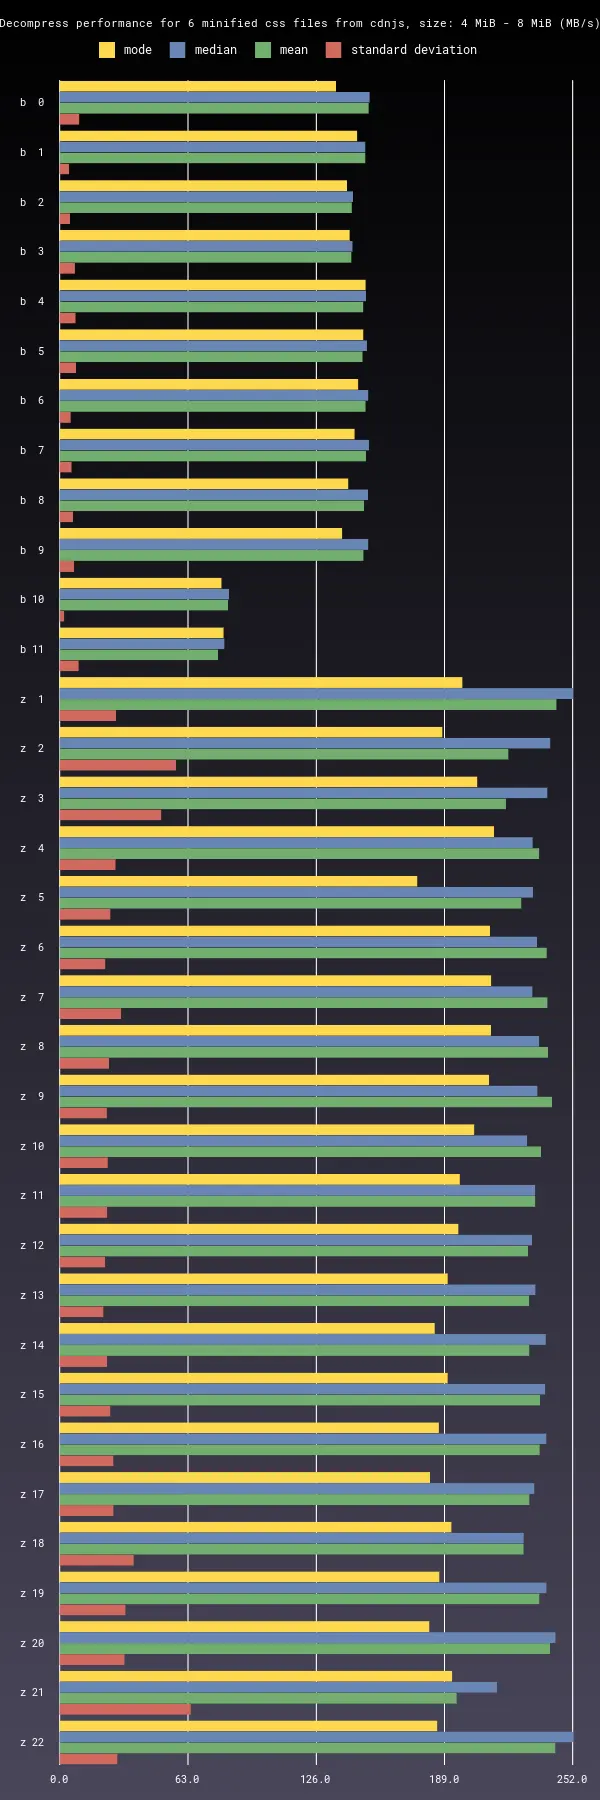 Decompress performance for 6 minified css files from cdnjs, size: 4 MiB - 8 MiB (MB/s)
mode median mean standard deviation
b 0
b 1
b 2
b 3
b 4
b 5
b 6
b 7
b 8
b 9
b 10
b 11
z 1
z 2
z 3
z 4
z 5
z 6
z 7
z 8
z 9
z 10
z 11
z 12
z 13
z 14
z 15
z 16
z 17
z 18
z 19
z 20
z 21
z 22
0.0 63.0 126.0 189.0 252.0